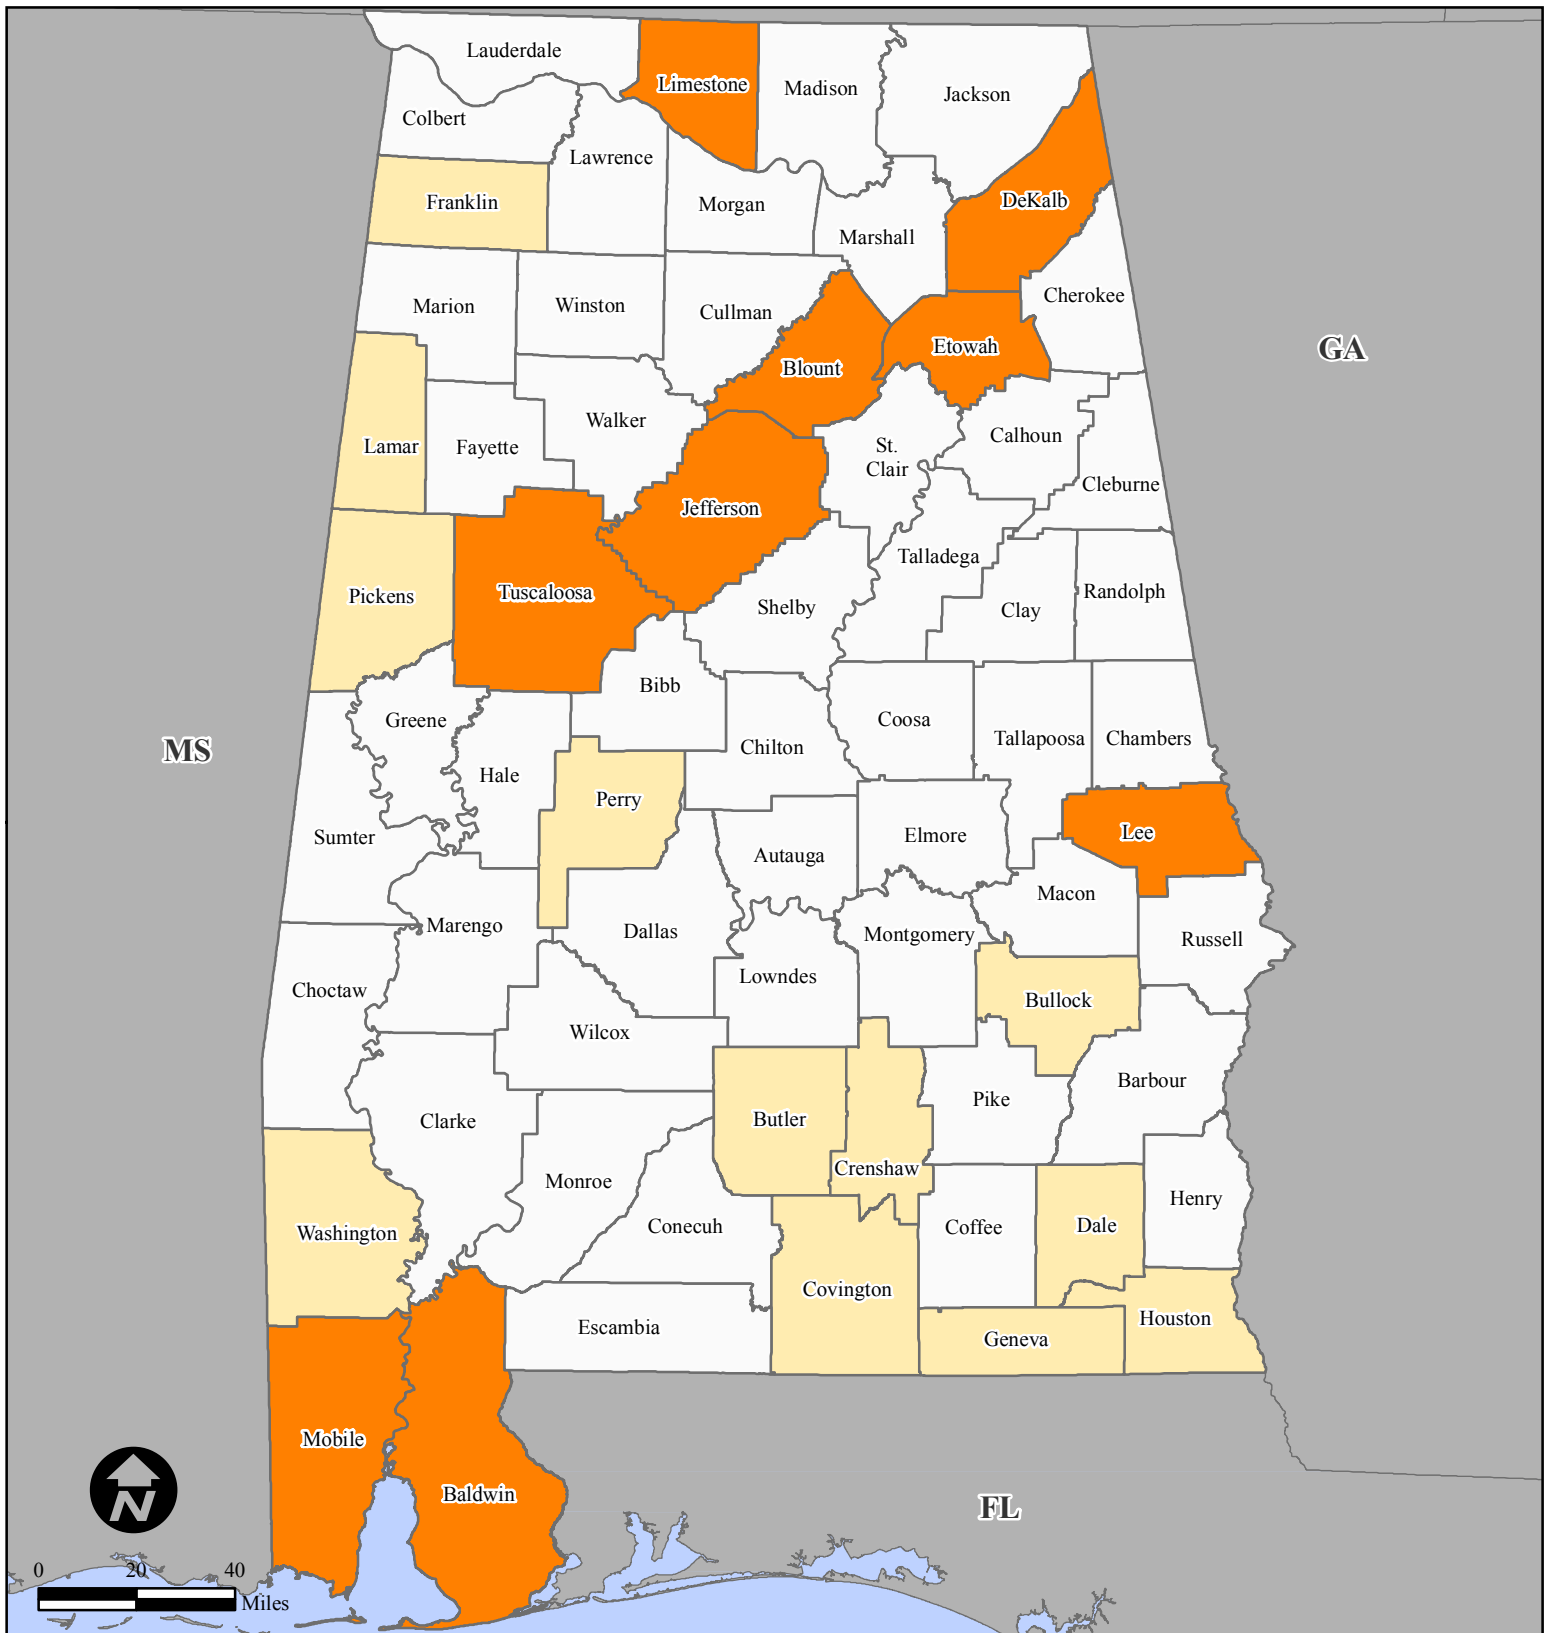 Lauderdale
Limestone
Madison
Jackson
Colbert
Lawrence
Franklin
Morgan
DeKalb
Marshall
Marion
Winston
Cullman
Cherokee
Etowah
GA
Blount
Lamar
Fayette
Walker
St.
Clair
Calhoun
Cleburne
Jefferson
Pickens
Tuscaloosa
Talladega
Shelby
Clay
Randolph
Bibb
Greene
Coosa
MS
Hale
Chilton
Tallapoosa
Chambers
Perry
Sumter
Autauga
Elmore
Lee
Macon
Marengo
Dallas
Montgomery
Russell
Choctaw
Lowndes
Bullock
Wilcox
Barbour
Clarke
Butler
Pike
Monroe
Crenshaw
Henry
Washington
Conecuh
Coffee
Dale
Covington
Escambia
Geneva
Houston
Mobile
Baldwin
FL
N
0 20 40
Miles